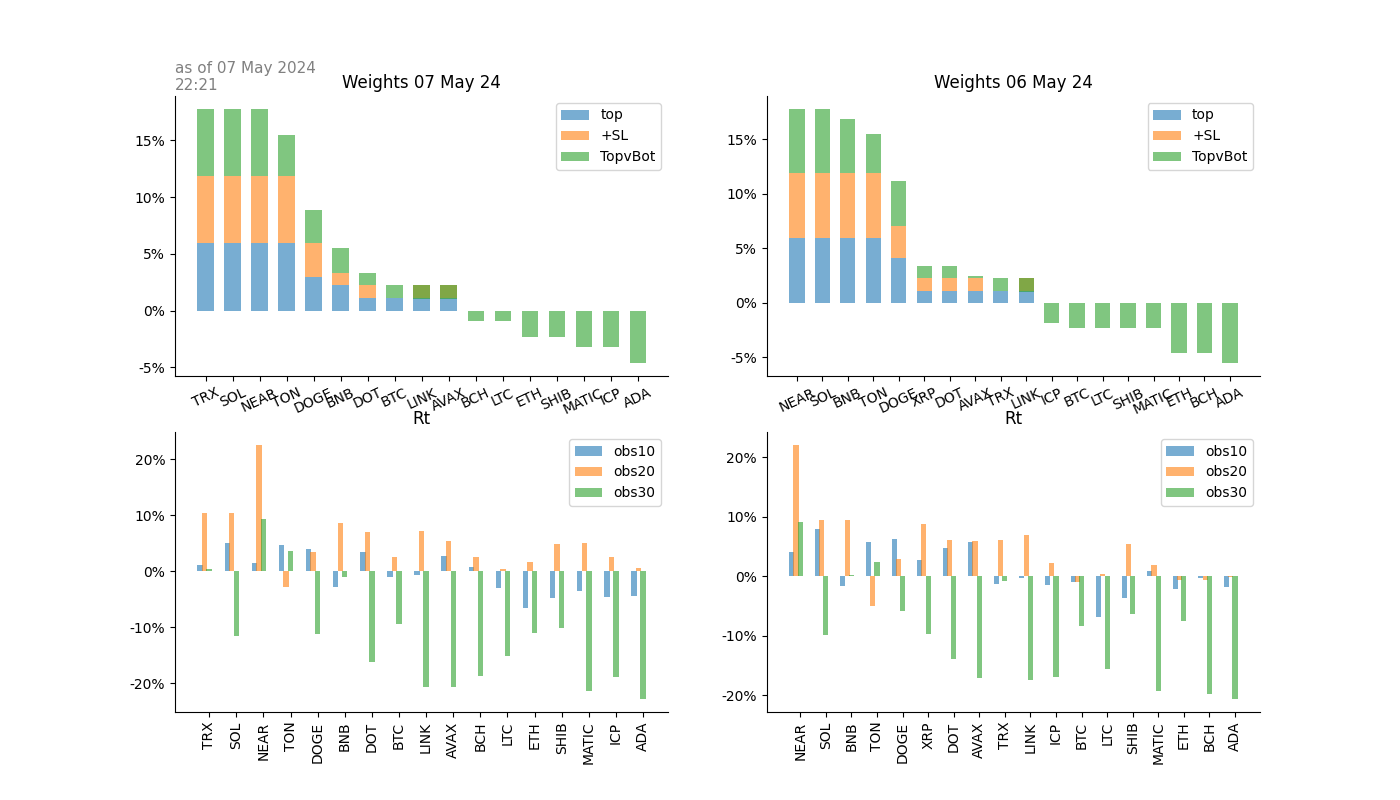 as of 07 May 2024
22:21
Weights 07 May 24
15%
10%
5%
0%
-5%
top
+SL
TopvBot
TRX SOL NEAR TON DOGE BNB DOT BTC LINK AVAX BCH LTC ETH SHIB MATIC ICP ADA
Weights 06 May 24
15%
10%
5%
0%
-5%
top
+SL
TopvBot
NEAR SOL BNB TON DOGE XRP DOT AVAX TRX LINK ICP BTC LTC SHIB MATIC ETH BCH ADA
Rt
20%
10%
0%
-10%
-20%
obs10
obs20
obs30
TRX SOL NEAR TON DOGE BNB DOT BTC LINK AVAX BCH LTC ETH SHIB MATIC ICP ADA
Rt
20%
10%
0%
-10%
-20%
obs10
obs20
obs30
NEAR SOL BNB TON DOGE XRP DOT AVAX TRX LINK ICP BTC LTC SHIB MATIC ETH BCH ADA